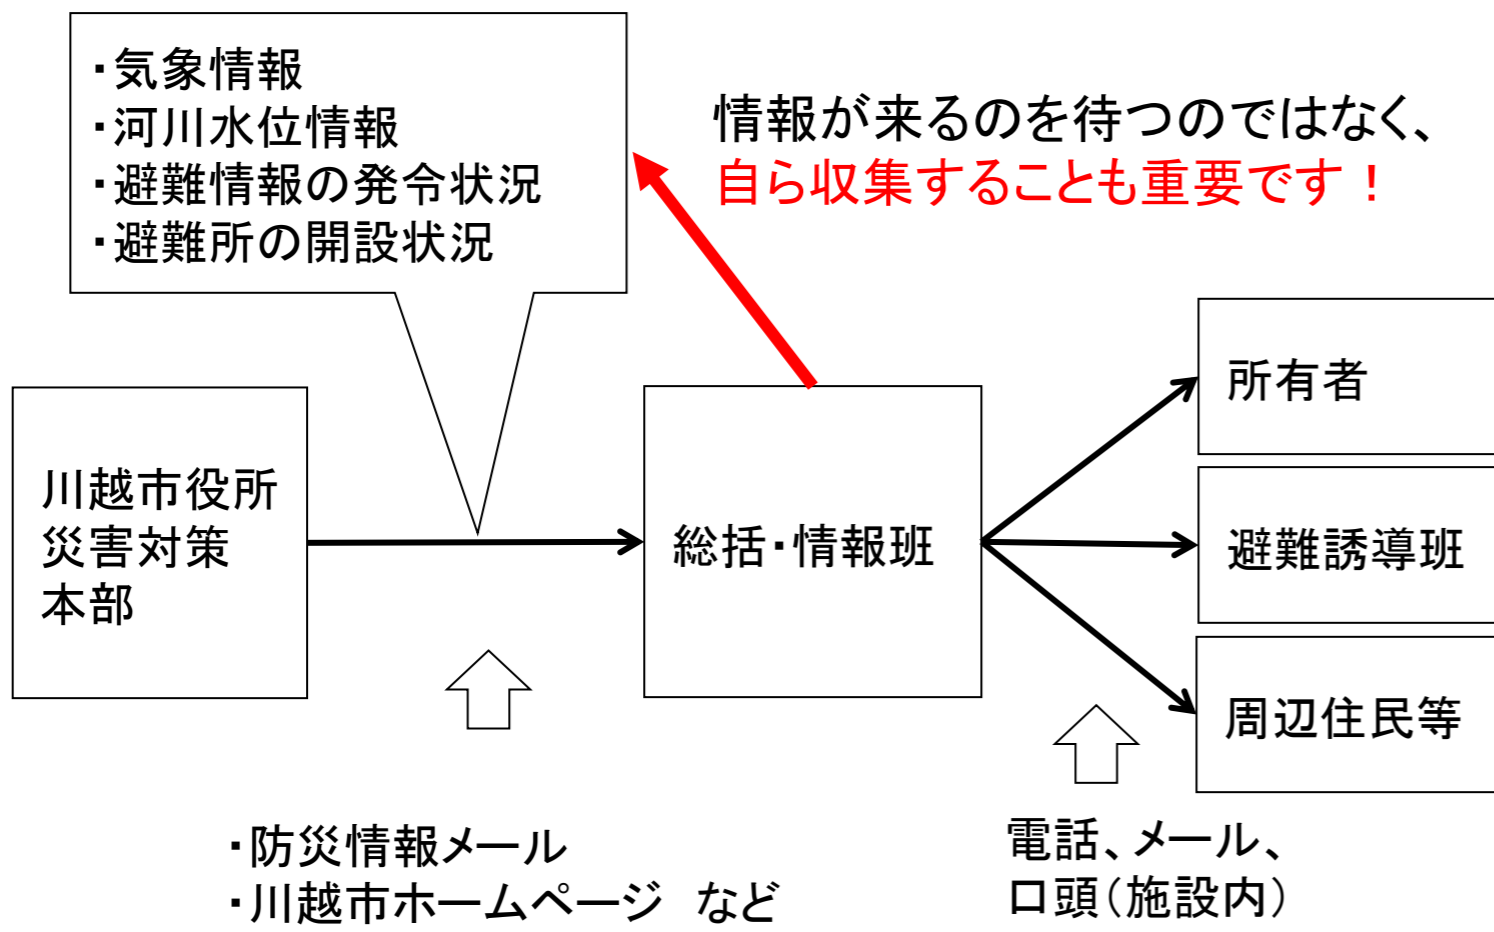 ・気象情報
・河川水位情報
・避難情報の発令状況
・避難所の開設状況
情報が来るのを待つのではなく、
自ら収集することも重要です！
川越市役所
災害対策
本部
総括・情報班
所有者
避難誘導班
周辺住民等
・防災情報メール
・川越市ホームページ　など
電話、メール、
口頭（施設内）